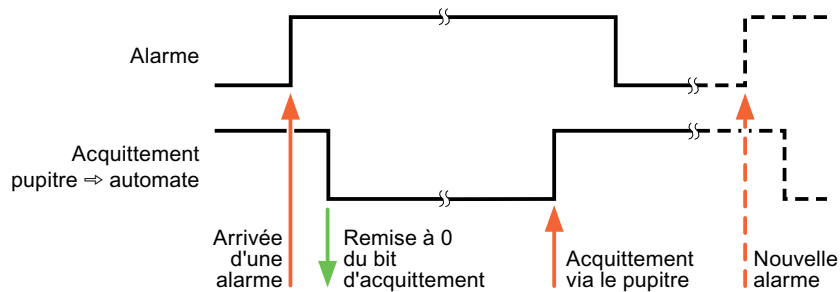 Alarme
Acquittement
pupitre ⇨ automate
Arrivée
d'une
alarme
Remise à 0
du bit
d'acquittement
Acquittement
via le pupitre
Nouvelle
alarme